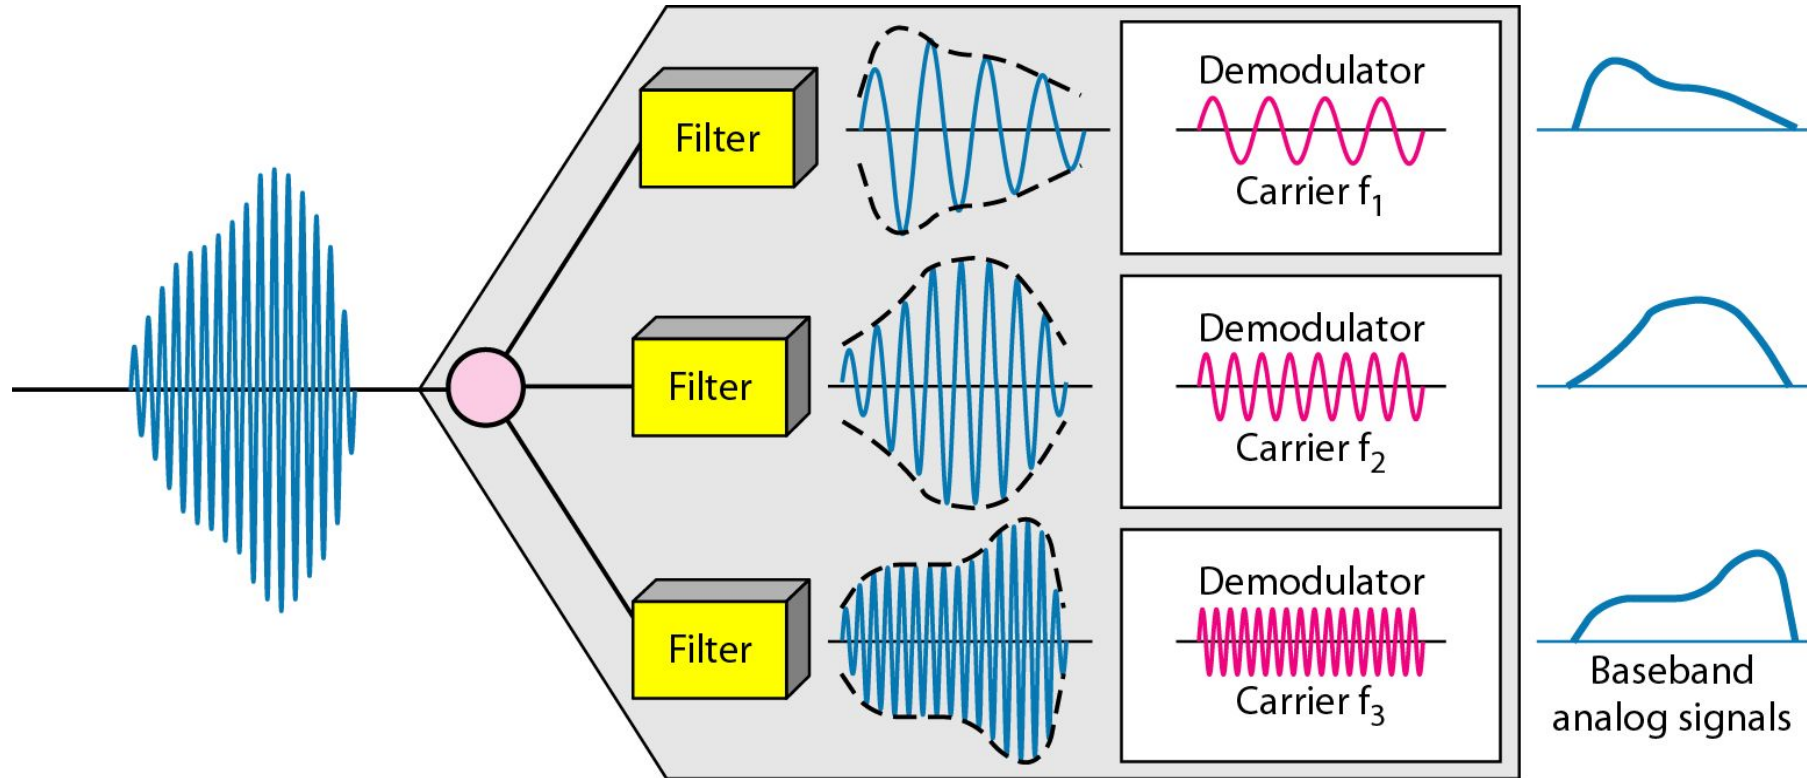 Filter
Demodulator
Carrier f₁
Filter
Demodulator
Carrier f₂
Filter
Demodulator
Carrier f₃
Baseband
analog signals